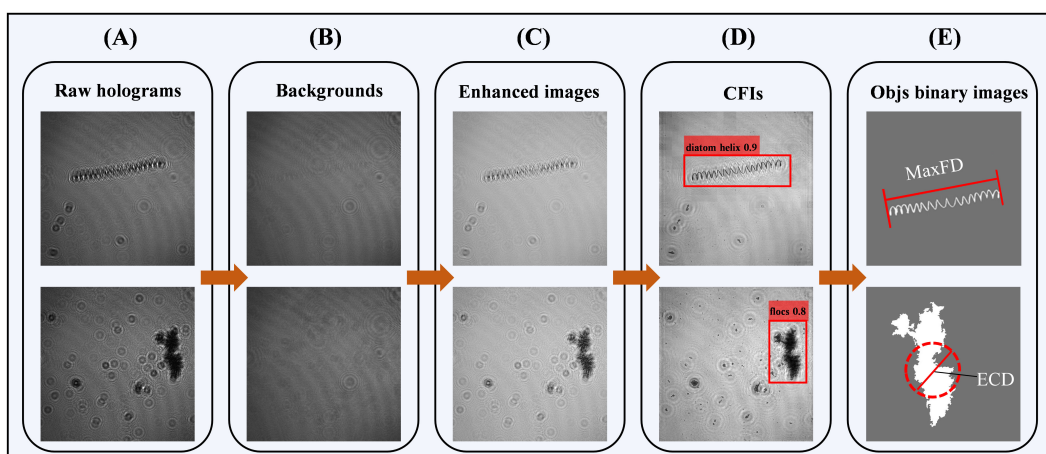 (A)
(B)
(C)
(D)
(E)
Raw holograms
Backgrounds
Enhanced images
CFIs
Objs binary images
diatom helix 0.9
MaxFD
flocs 0.8
ECD